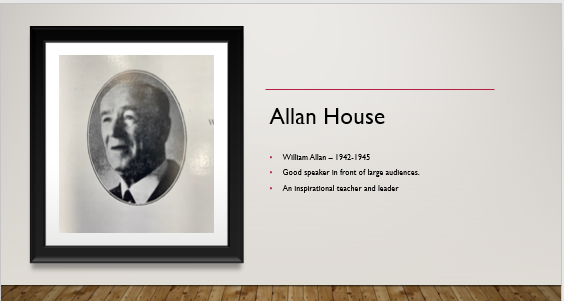 Allan House
William Allan – 1942-1945
Good speaker in front of large audiences.
An inspirational teacher and leader